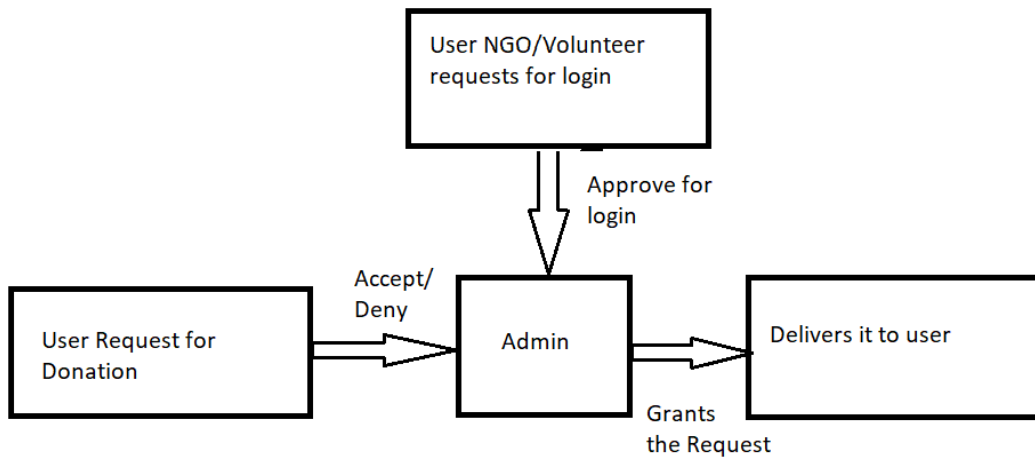 User NGO/Volunteer
requests for login
Approve for
login
Accept/
Deny
User Request for
Donation
Admin
Delivers it to user
Grants
the Request